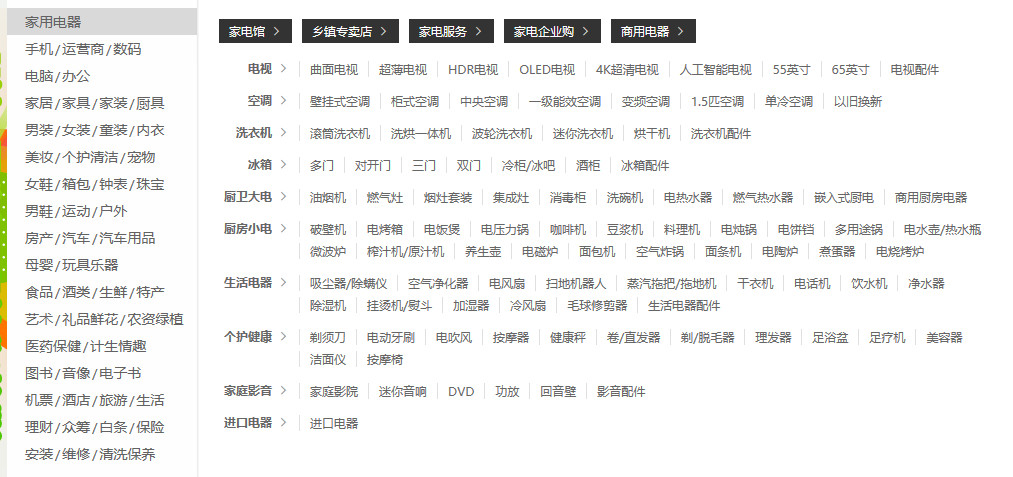 家用电器
手机/运营商/数码
电脑/办公
家居/家具/家装/厨具
男装/女装/童装/内衣
美妆/个护清洁/宠物
女鞋/箱包/钟表/珠宝
男鞋/运动/户外
房产/汽车/汽车用品
母婴/玩具乐器
食品/酒类/生鲜/特产
艺术/礼品鲜花/农资绿植
医药保健/计生情趣
图书/音像/电子书
机票/酒店/旅游/生活
理财/众筹/白条/保险
安装/维修/清洗保养
家电馆 > 乡镇专卖店 > 家电服务 > 家电企业购 > 商用电器 >
电视 > 曲面电视 超薄电视 HDR电视 OLED电视 4K超清电视 人工智能电视 55英寸 65英寸 电视配件
空调 > 壁挂式空调 柜式空调 中央空调 一级能效空调 变频空调 1.5匹空调 单冷空调 以旧换新
洗衣机 > 滚筒洗衣机 洗烘一体机 波轮洗衣机 迷你洗衣机 烘干机 洗衣机配件
冰箱 > 多门 对开门 三门 双门 冷柜/冰吧 酒柜 冰箱配件
厨卫大电 > 油烟机 燃气灶 烟灶套装 集成灶 消毒柜 洗碗机 电热水器 燃气热水器 嵌入式厨电 商用厨房电器
厨房小电 > 破壁机 电烤箱 电饭煲 电压力锅 咖啡机 豆浆机 料理机 电炖锅 电饼铛 多用途锅 电水壶/热水瓶
微波炉 榨汁机/原汁机 养生壶 电磁炉 面包机 空气炸锅 面条机 电陶炉 煮蛋器 电烧烤炉
生活电器 > 吸尘器/除螨仪 空气净化器 电风扇 扫地机器人 蒸汽拖把/拖地机 干衣机 电话机 饮水机 净水器
除湿机 挂烫机/熨斗 加湿器 冷风扇 毛球修剪器 生活电器配件
个护健康 > 剃须刀 电动牙刷 电吹风 按摩器 健康秤 卷/直发器 剃/脱毛器 理发器 足浴盆 足疗机 美容器
洁面仪 按摩椅
家庭影音 > 家庭影院 迷你音响 DVD 功放 回音壁 影音配件
进口电器 > 进口电器